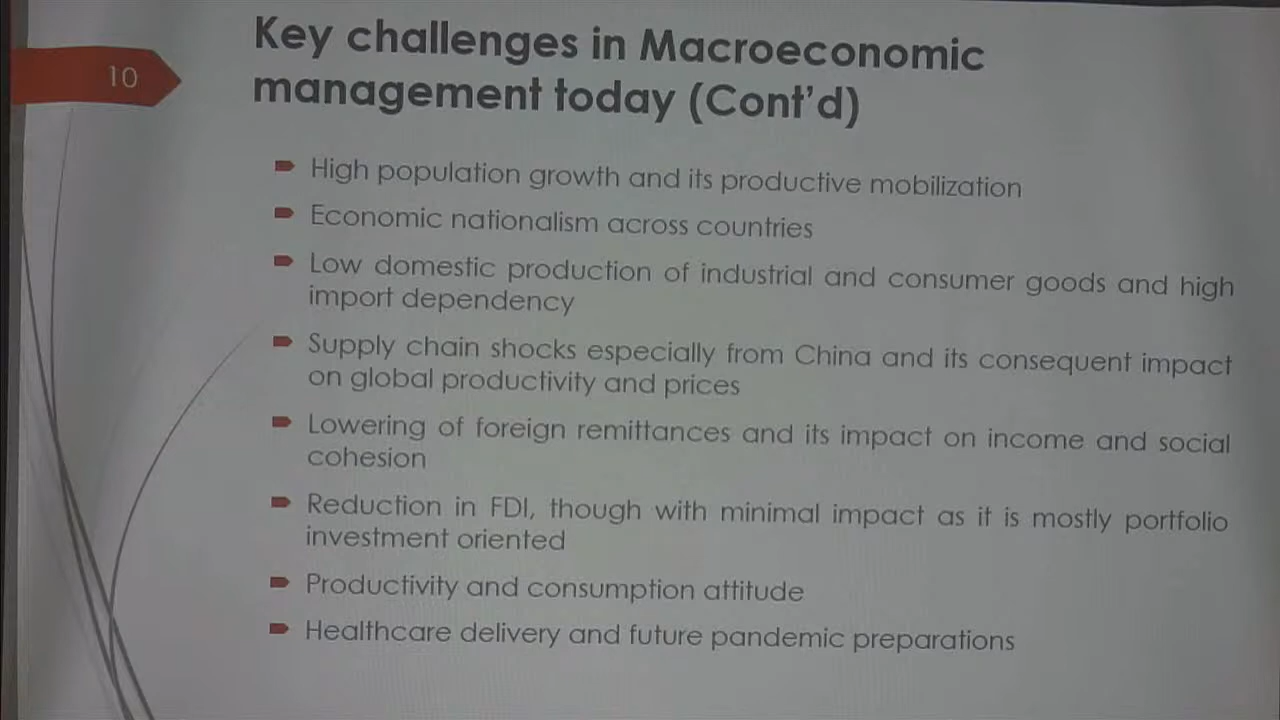 10
Key challenges in Macroeconomic
management today (Cont'd)
High population growth and its productive mobilization
Economic nationalism across countries
Low domestic production of industrial and consumer goods and high
import dependency
Supply chain shocks especially from China and its consequent impact
on global productivity and prices
Lowering of foreign remittances and its impact on income and social
cohesion
Reduction in FDI, though with minimal impact as it is mostly portfolio
investment oriented
Productivity and consumption attitude
Healthcare delivery and future pandemic preparations